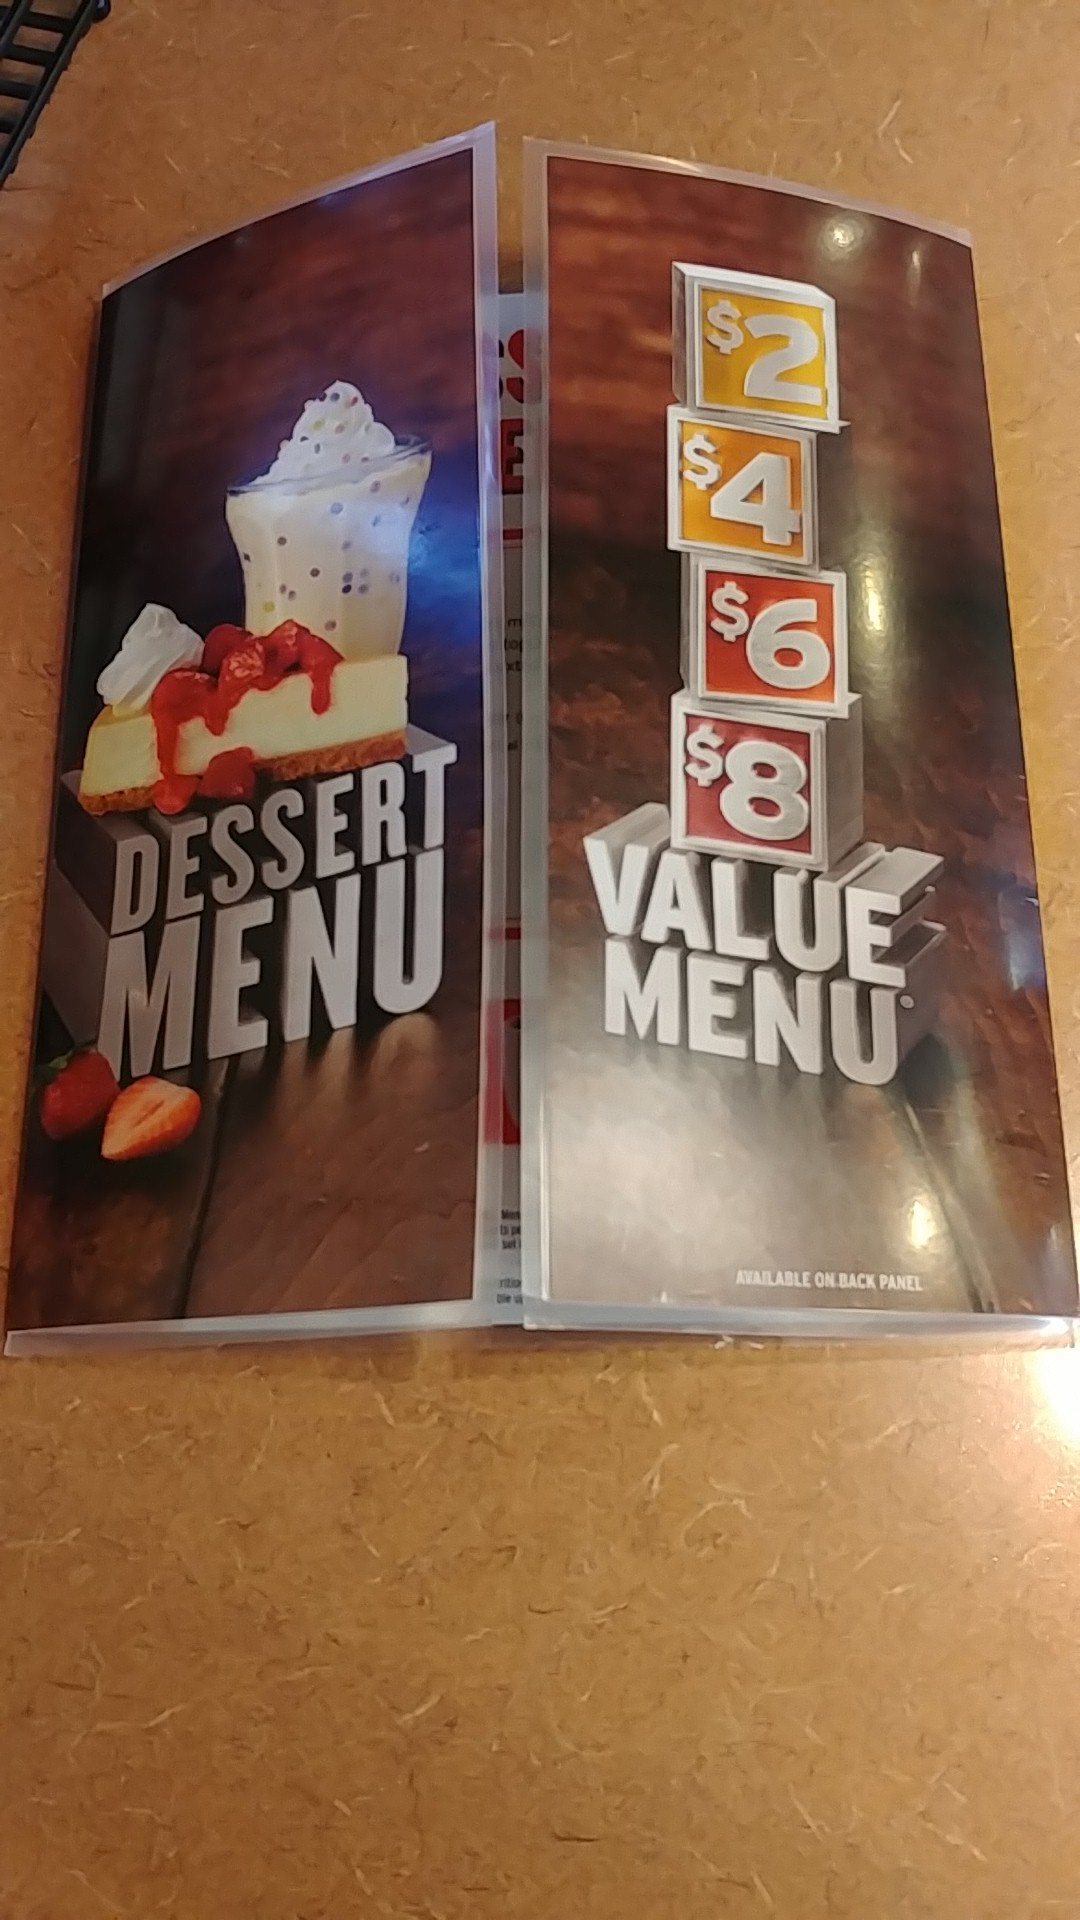 DESSERT
MENU
$2
$4
$6
$8
VALUE
MENU
AVAILABLE ON BACK PANEL